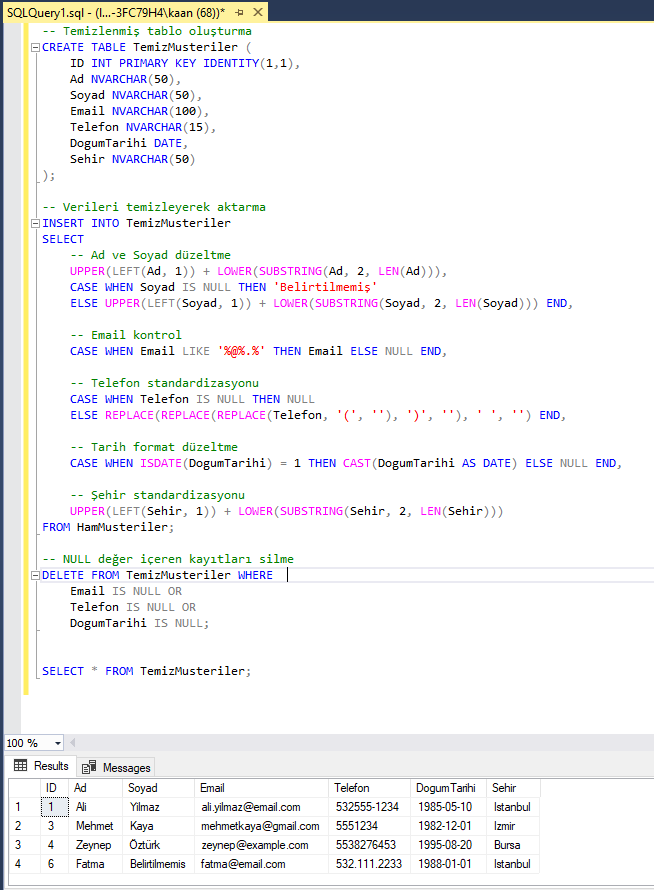 SQLQuery1.sql - (l...-3FC79H4\kaan (68))*
-- Temizlenmiş tablo oluşturma
CREATE TABLE TemizMusteriler (
ID INT PRIMARY KEY IDENTITY(1,1),
Ad NVARCHAR(50),
Soyad NVARCHAR(50),
Email NVARCHAR(100),
Telefon NVARCHAR(15),
DogumTarihi DATE,
Sehir NVARCHAR(50)
);
-- Verileri temizleyerek aktarma
INSERT INTO TemizMusteriler
SELECT
-- Ad ve Soyad düzeltme
UPPER(LEFT(Ad, 1)) + LOWER(SUBSTRING(Ad, 2, LEN(Ad))),
CASE WHEN Soyad IS NULL THEN 'Belirtilmemiş'
ELSE UPPER(LEFT(Soyad, 1)) + LOWER(SUBSTRING(Soyad, 2, LEN(Soyad))) END,
-- Email kontrol
CASE WHEN Email LIKE '%@%.%' THEN Email ELSE NULL END,
-- Telefon standardizasyonu
CASE WHEN Telefon IS NULL THEN NULL
ELSE REPLACE(REPLACE(REPLACE(Telefon, '(', ''), ')', ''), ' ', '') END,
-- Tarih format düzeltme
CASE WHEN ISDATE(DogumTarihi) = 1 THEN CAST(DogumTarihi AS DATE) ELSE NULL END,
-- Şehir standardizasyonu
UPPER(LEFT(Sehir, 1)) + LOWER(SUBSTRING(Sehir, 2, LEN(Sehir)))
FROM HamMusteriler;
-- NULL değer içeren kayıtları silme
DELETE FROM TemizMusteriler WHERE
Email IS NULL OR
Telefon IS NULL OR
DogumTarihi IS NULL;
SELECT * FROM TemizMusteriler;
100 %
Results Messages
ID Ad Soyad Email Telefon DogumTarihi Sehir
1 1 Ali Yilmaz ali.yilmaz@email.com 532555-1234 1985-05-10 Istanbul
2 3 Mehmet Kaya mehmetkaya@gmail.com 5551234 1982-12-01 Izmir
3 4 Zeynep Öztürk zeynep@example.com 5538276453 1995-08-20 Bursa
4 6 Fatma Belirtilmemis fatma@email.com 532.111.2233 1988-01-01 Istanbul